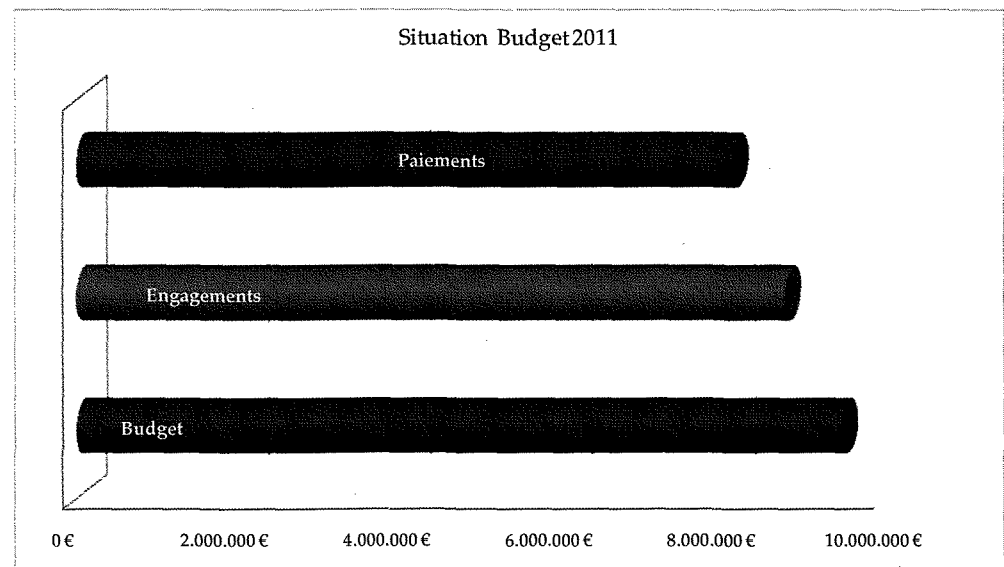 Situation Budget 2011
Paiements
Engagements
Budget
0 € 2.000.000 € 4.000.000 € 6.000.000 € 8.000.000 € 10.000.000 €